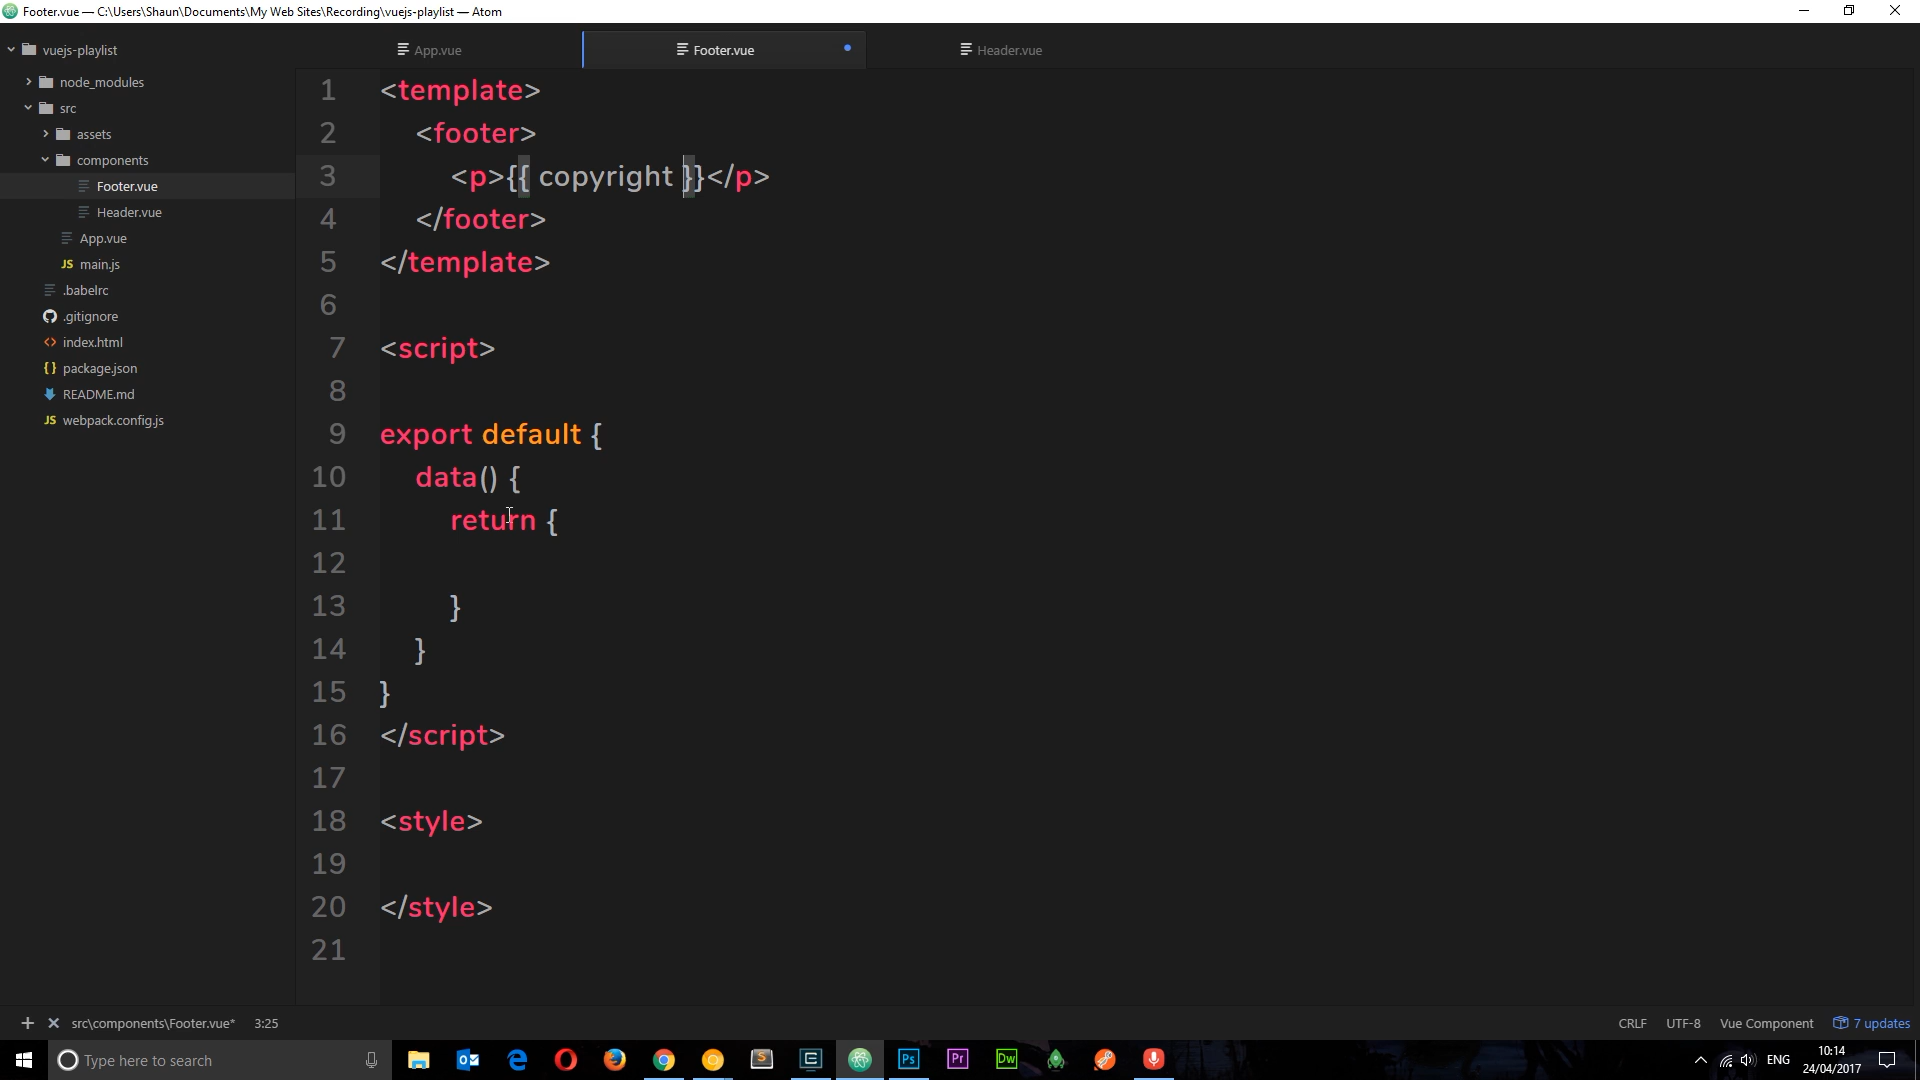 Footer.vue — C:\Users\Shaun\Documents\My Web Sites\Recording\vuejs-playlist — Atom
vuejs-playlist
App.vue
Footer.vue
Header.vue
node_modules
src
assets
components
Footer.vue
Header.vue
App.vue
JS main.js
.babelrc
.gitignore
<> index.html
{} package.json
README.md
JS webpack.config.js
1 <template>
2 <footer>
3 <p>{{ copyright }}</p>
4 </footer>
5 </template>
6
7 <script>
8
9 export default {
10 data() {
11 return {
12
13 }
14 }
15 }
16 </script>
17
18 <style>
19
20 </style>
21
src\components\Footer.vue* 3:25
CRLF UTF-8 Vue Component 7 updates
Type here to search
Ps
Pr
Dw
ENG
10:14
24/04/2017